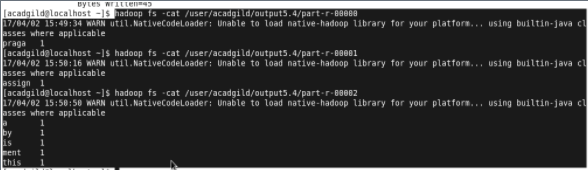 Bytes Written=45
[acadgild@localhost ~]$ hadoop fs -cat /user/acadgild/output5.4/part-r-00000
17/04/02 15:49:34 WARN util.NativeCodeLoader: Unable to load native-hadoop library for your platform... using builtin-java cl
asses where applicable
praga 1
[acadgild@localhost ~]$ hadoop fs -cat /user/acadgild/output5.4/part-r-00001
17/04/02 15:50:16 WARN util.NativeCodeLoader: Unable to load native-hadoop library for your platform... using builtin-java cl
asses where applicable
assign 1
[acadgild@localhost ~]$ hadoop fs -cat /user/acadgild/output5.4/part-r-00002
17/04/02 15:50:50 WARN util.NativeCodeLoader: Unable to load native-hadoop library for your platform... using builtin-java cl
asses where applicable
a 1
by 1
is 1
ment 1
this 1